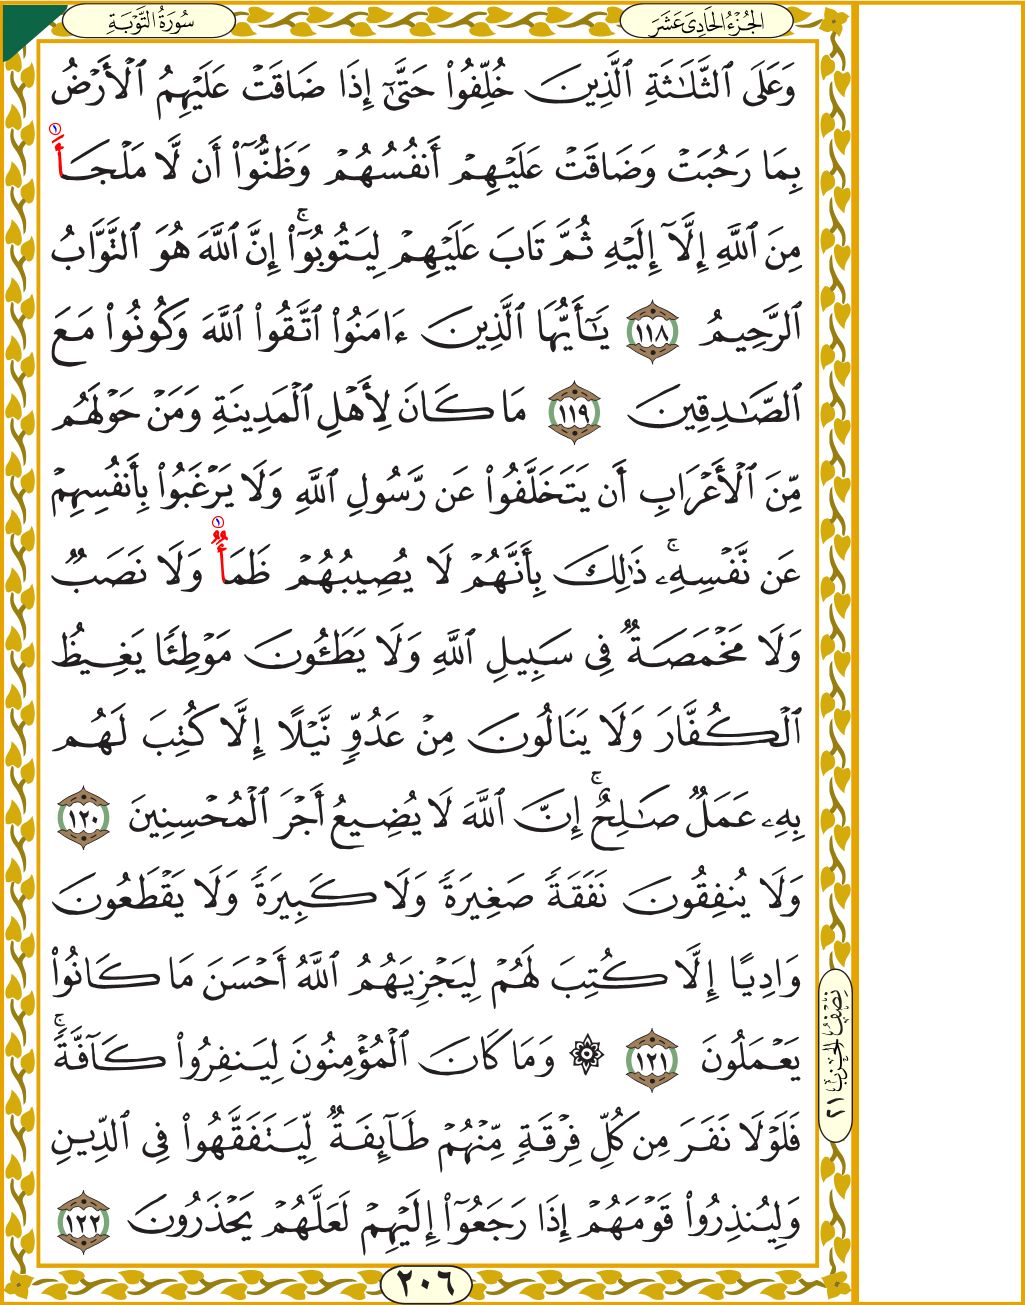 سُورَةُ التَّوْبَةِ
الجُزْءُ الحَادِيَ عَشَرَ
وَعَلَى ٱلثَّلَـٰثَةِ ٱلَّذِينَ خُلِّفُوا۟ حَتَّىٰٓ إِذَا ضَاقَتْ عَلَيْهِمُ ٱلْأَرْضُ
بِمَا رَحُبَتْ وَضَاقَتْ عَلَيْهِمْ أَنفُسُهُمْ وَظَنُّوٓا۟ أَن لَّا مَلْجَأَ ١
مِنَ ٱللَّهِ إِلَّآ إِلَيْهِ ثُمَّ تَابَ عَلَيْهِمْ لِيَتُوبُوٓا۟ۚ إِنَّ ٱللَّهَ هُوَ ٱلتَّوَّابُ
ٱلرَّحِيمُ ١١٨ يَـٰٓأَيُّهَا ٱلَّذِينَ ءَامَنُوا۟ ٱتَّقُوا۟ ٱللَّهَ وَكُونُوا۟ مَعَ
ٱلصَّـٰدِقِينَ ١١٩ مَا كَانَ لِأَهْلِ ٱلْمَدِينَةِ وَمَنْ حَوْلَهُم
مِّنَ ٱلْأَعْرَابِ أَن يَتَخَلَّفُوا۟ عَن رَّسُولِ ٱللَّهِ وَلَا يَرْغَبُوا۟ بِأَنفُسِهِمْ
عَن نَّفْسِهِۦۚ ذَٰلِكَ بِأَنَّهُمْ لَا يُصِيبُهُمْ ظَمَأٌ ١ وَلَا نَصَبٌ
وَلَا مَخْمَصَةٌ فِى سَبِيلِ ٱللَّهِ وَلَا يَطَـُٔونَ مَوْطِئًا يَغِيظُ
ٱلْكُفَّارَ وَلَا يَنَالُونَ مِنْ عَدُوٍّ نَّيْلًا إِلَّا كُتِبَ لَهُم
بِهِۦ عَمَلٌ صَـٰلِحٌۚ إِنَّ ٱللَّهَ لَا يُضِيعُ أَجْرَ ٱلْمُحْسِنِينَ ١٢٠
وَلَا يُنفِقُونَ نَفَقَةً صَغِيرَةً وَلَا كَبِيرَةً وَلَا يَقْطَعُونَ
وَادِيًا إِلَّا كُتِبَ لَهُمْ لِيَجْزِيَهُمُ ٱللَّهُ أَحْسَنَ مَا كَانُوا۟
يَعْمَلُونَ ١٢١ ۞ وَمَا كَانَ ٱلْمُؤْمِنُونَ لِيَنفِرُوا۟ كَآفَّةًۚ
فَلَوْلَا نَفَرَ مِن كُلِّ فِرْقَةٍ مِّنْهُمْ طَآئِفَةٌ لِّيَتَفَقَّهُوا۟ فِى ٱلدِّينِ
وَلِيُنذِرُوا۟ قَوْمَهُمْ إِذَا رَجَعُوٓا۟ إِلَيْهِمْ لَعَلَّهُمْ يَحْذَرُونَ ١٢٢
نِصْفُ الحِزْبِ ٢١
٢٠٦